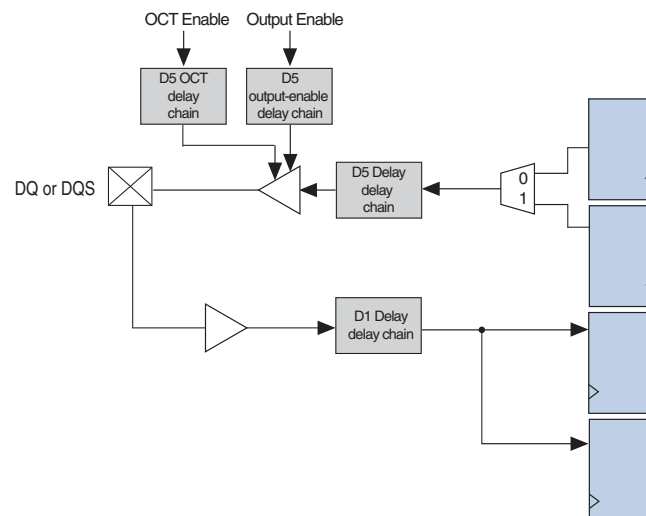 OCT Enable
Output Enable
D5 OCT
delay
chain
D5
output-enable
delay chain
DQ or DQS
D5 Delay
delay
chain
0
1
D1 Delay
delay chain